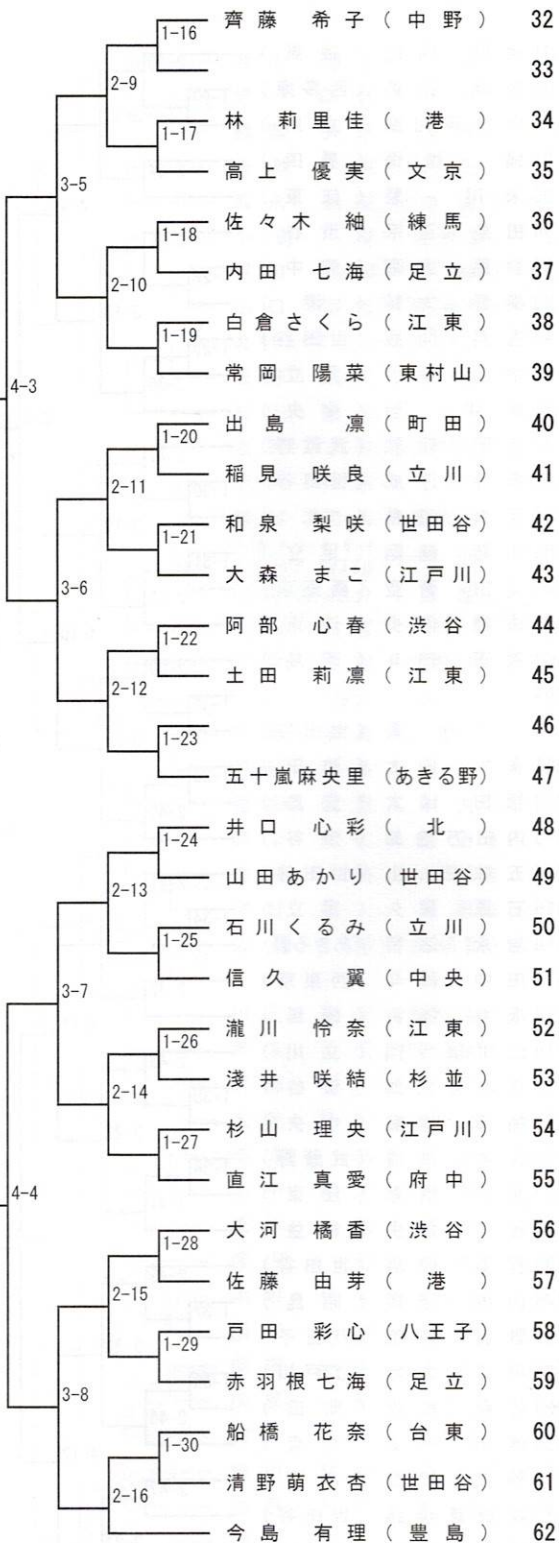 齊藤 希子 (中野) 32
1-16
33
2-9
林 莉里佳 (港) 34
1-17
高上 優実 (文京) 35
3-5
佐々木 紬 (練馬) 36
1-18
内田 七海 (足立) 37
2-10
白倉さくら (江東) 38
1-19
常岡 陽菜 (東村山) 39
4-3
出島 凛 (町田) 40
1-20
稲見 咲良 (立川) 41
2-11
和泉 梨咲 (世田谷) 42
1-21
大森 まこ (江戸川) 43
3-6
阿部 心春 (渋谷) 44
1-22
土田 莉凛 (江東) 45
2-12
46
1-23
五十嵐麻央里 (あきる野) 47
井口 心彩 (北) 48
1-24
山田あかり (世田谷) 49
2-13
石川くるみ (立川) 50
1-25
信久 翼 (中央) 51
3-7
瀧川 怜奈 (江東) 52
1-26
淺井 咲結 (杉並) 53
2-14
杉山 理央 (江戸川) 54
1-27
直江 真愛 (府中) 55
4-4
大河 橘香 (渋谷) 56
1-28
佐藤 由芽 (港) 57
2-15
戸田 彩心 (八王子) 58
1-29
赤羽根七海 (足立) 59
3-8
船橋 花奈 (台東) 60
1-30
清野萌衣杏 (世田谷) 61
2-16
今島 有理 (豊島) 62